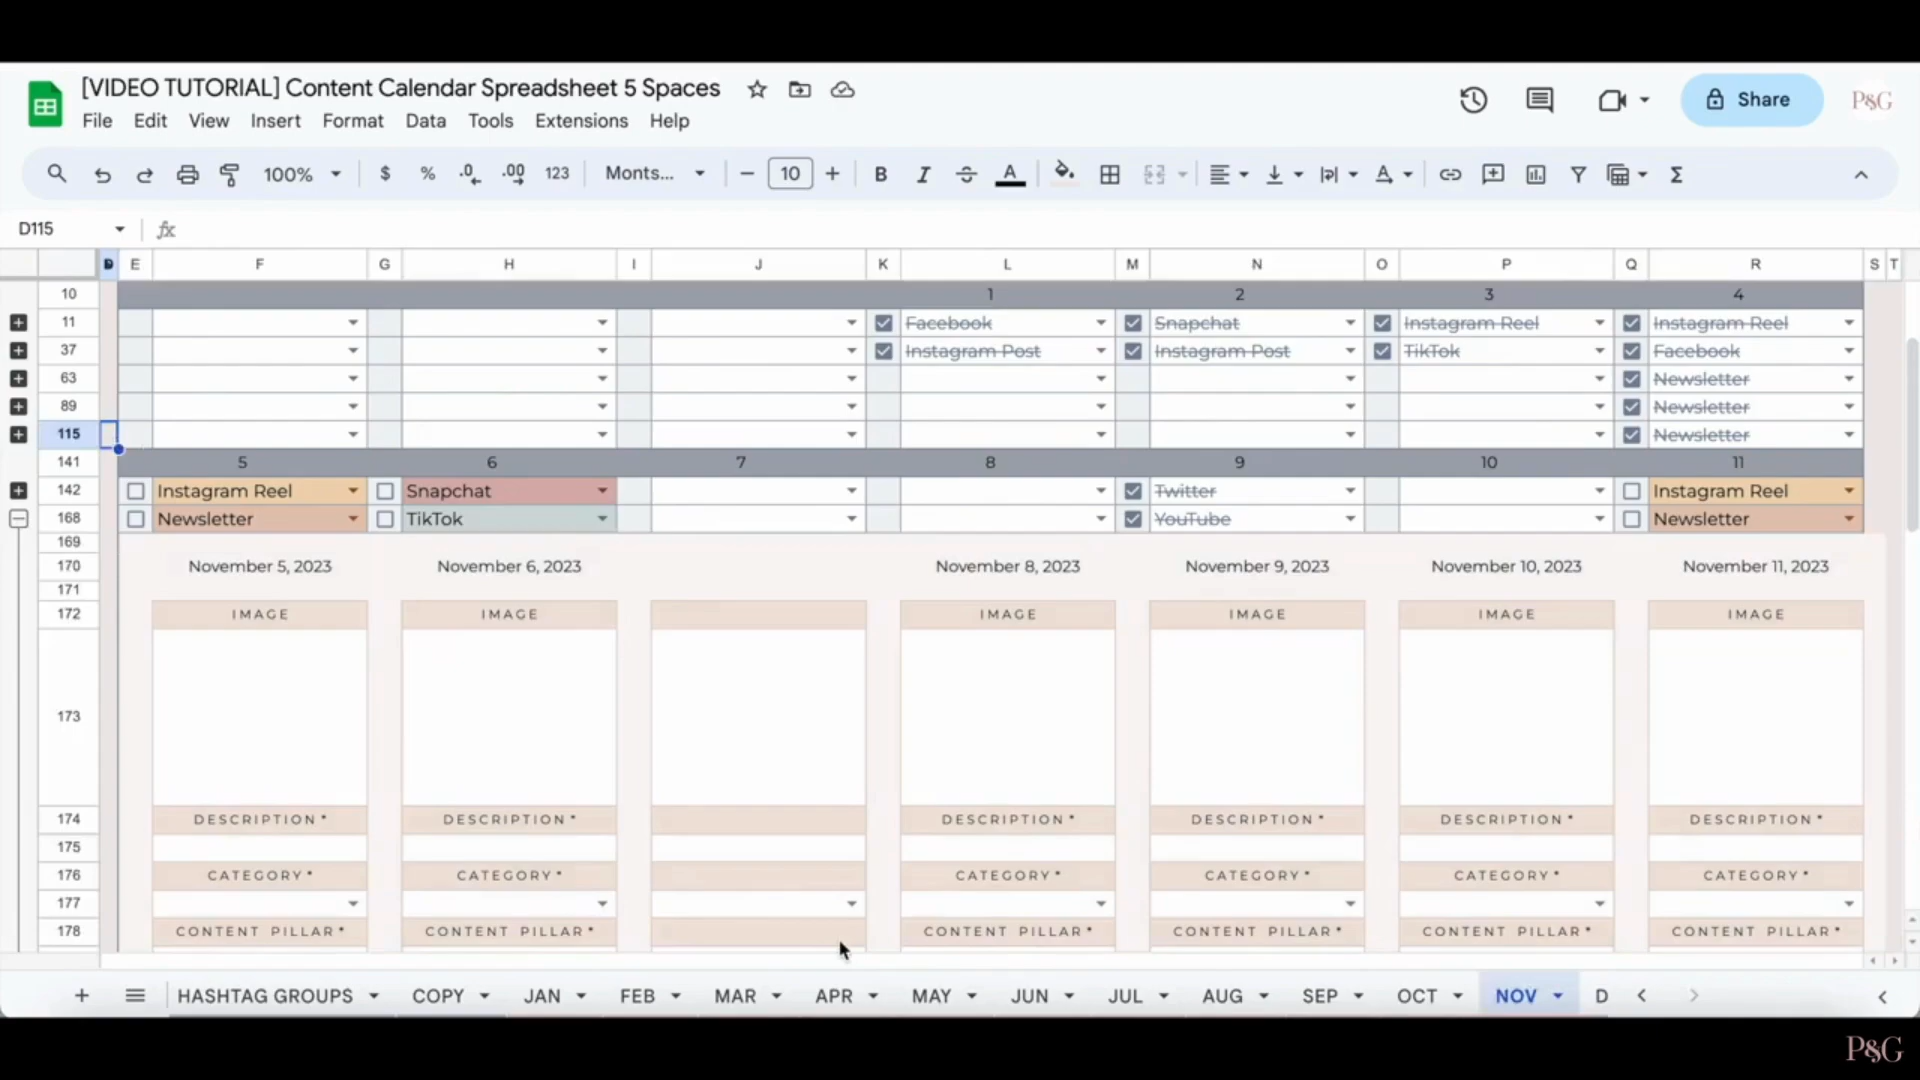 [VIDEO TUTORIAL] Content Calendar Spreadsheet 5 Spaces
Share
P&G
File Edit View Insert Format Data Tools Extensions Help
100% $ % .0 .00 123 Monts... 10 B I A
D115 fx
D E F G H I J K L M N O P Q R S T
10 1 2 3 4
11 Facebook Snapchat Instagram Reel Instagram Reel
37 Instagram Post Instagram Post TikTok Facebook
63 Newsletter
89 Newsletter
115 Newsletter
141 5 6 7 8 9 10 11
142 Instagram Reel Snapchat Twitter Instagram Reel
168 Newsletter TikTok YouTube Newsletter
169
170 November 5, 2023 November 6, 2023 November 8, 2023 November 9, 2023 November 10, 2023 November 11, 2023
171
172 IMAGE IMAGE IMAGE IMAGE IMAGE IMAGE
173
174 DESCRIPTION* DESCRIPTION* DESCRIPTION* DESCRIPTION* DESCRIPTION* DESCRIPTION*
175
176 CATEGORY* CATEGORY* CATEGORY* CATEGORY* CATEGORY* CATEGORY*
177
178 CONTENT PILLAR* CONTENT PILLAR* CONTENT PILLAR* CONTENT PILLAR* CONTENT PILLAR* CONTENT PILLAR*
HASHTAG GROUPS COPY JAN FEB MAR APR MAY JUN JUL AUG SEP OCT NOV D
P&G